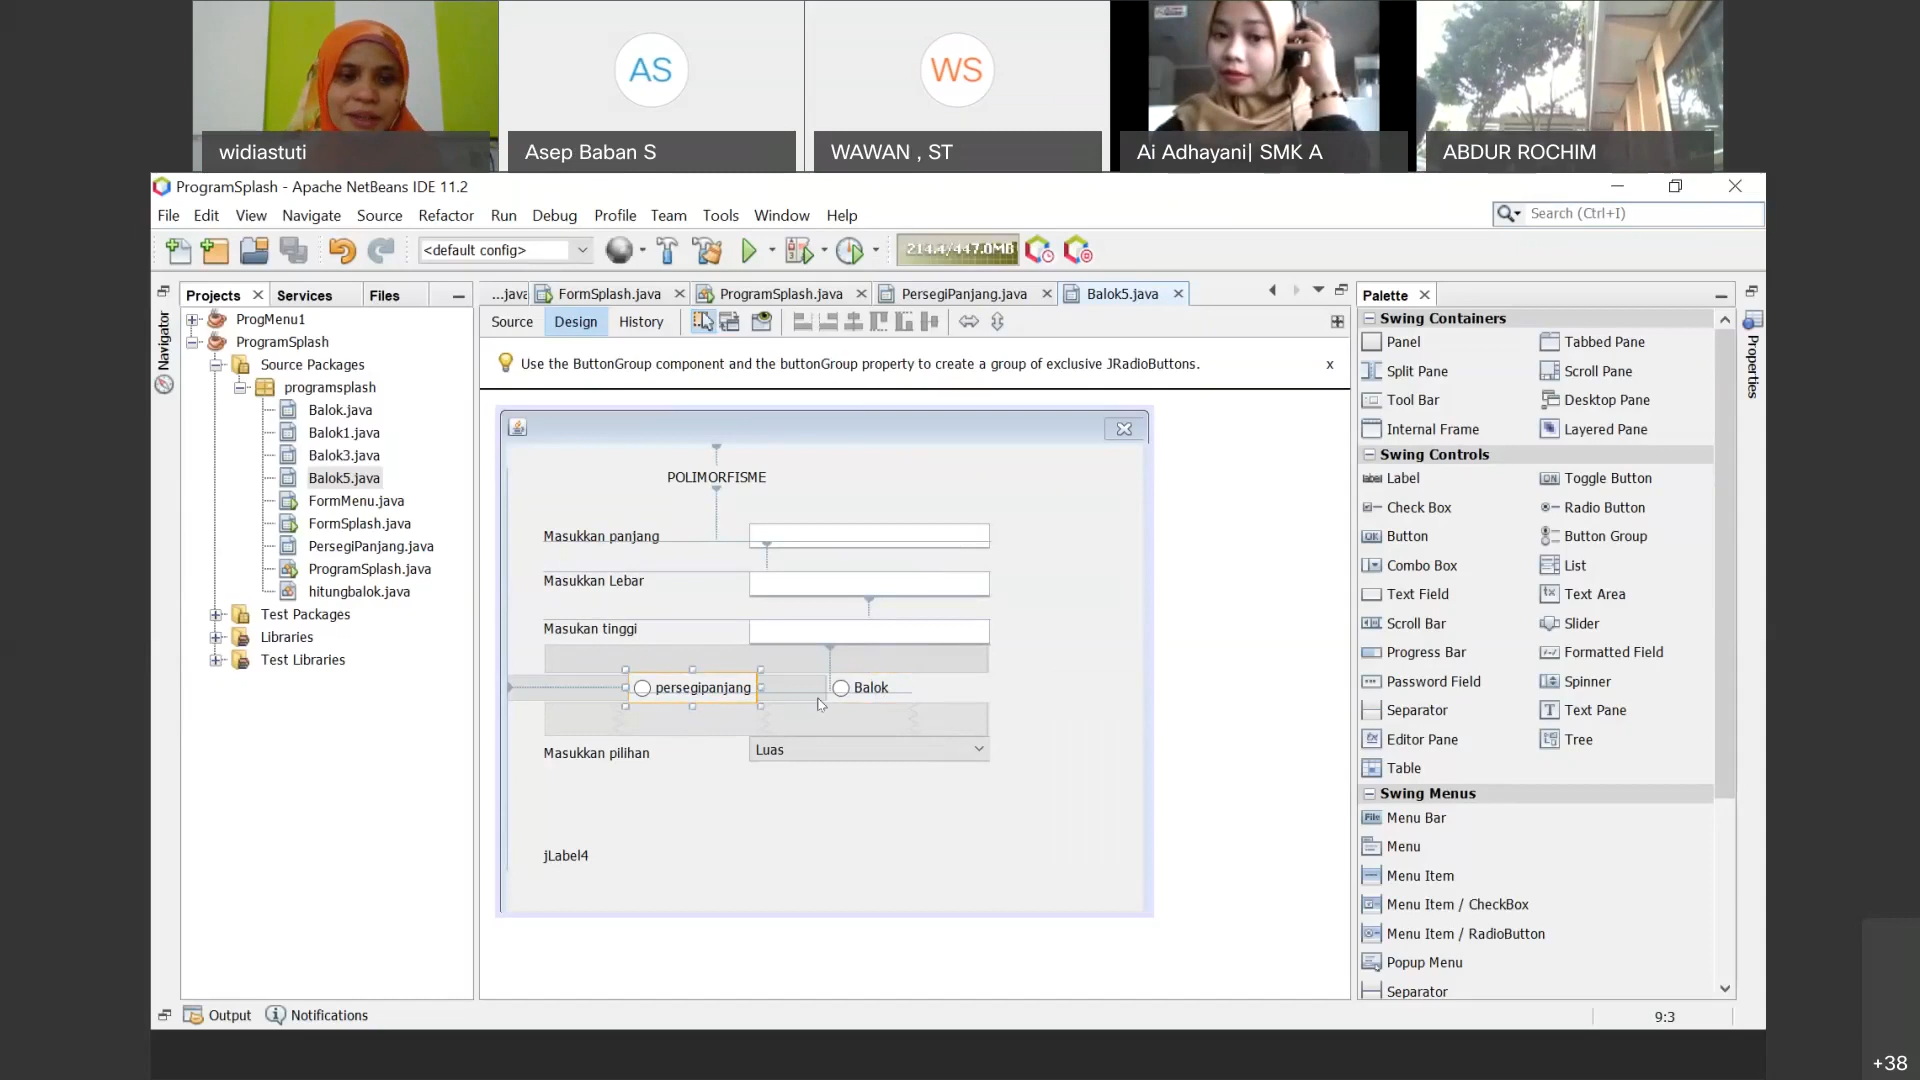 AS
WS
widiastuti
Asep Baban S
WAWAN , ST
Ai Adhayani| SMK A
ABDUR ROCHIM
ProgramSplash - Apache NetBeans IDE 11.2
File Edit View Navigate Source Refactor Run Debug Profile Team Tools Window Help
Search (Ctrl+I)
<default config>
214.4/447.0MB
Projects Services Files
...java FormSplash.java ProgramSplash.java PersegiPanjang.java Balok5.java
Palette
Source Design History
Navigator
Properties
ProgMenu1
ProgramSplash
Source Packages
programsplash
Balok.java
Balok1.java
Balok3.java
Balok5.java
FormMenu.java
FormSplash.java
PersegiPanjang.java
ProgramSplash.java
hitungbalok.java
Test Packages
Libraries
Test Libraries
Use the ButtonGroup component and the buttonGroup property to create a group of exclusive JRadioButtons.
x
POLIMORFISME
Masukkan panjang
Masukkan Lebar
Masukan tinggi
persegipanjang Balok
Masukkan pilihan Luas
jLabel4
Swing Containers
Panel Tabbed Pane
Split Pane Scroll Pane
Tool Bar Desktop Pane
Internal Frame Layered Pane
Swing Controls
label Label ON Toggle Button
Check Box Radio Button
OK Button Button Group
Combo Box List
Text Field Text Area
Scroll Bar Slider
Progress Bar Formatted Field
Password Field Spinner
Separator T Text Pane
Editor Pane Tree
Table
Swing Menus
File Menu Bar
Menu
Menu Item
Menu Item / CheckBox
Menu Item / RadioButton
Popup Menu
Separator
Output Notifications
9:3
+38